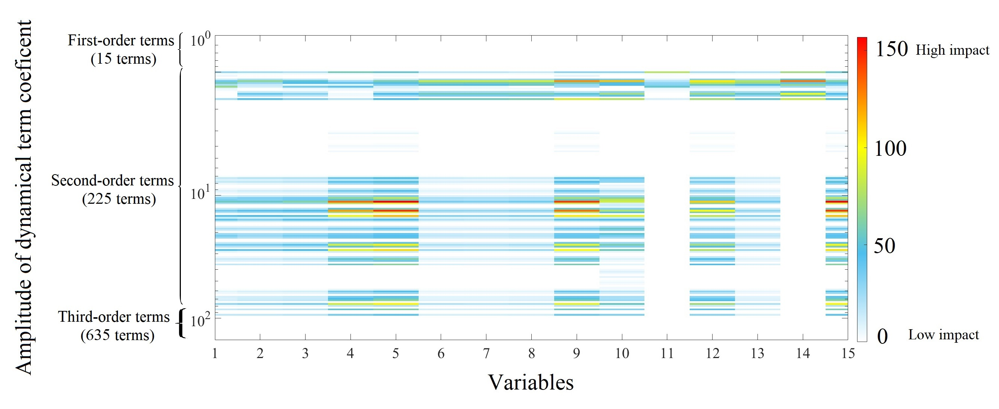 Amplitude of dynamical term coeficent
First-order terms
(15 terms)
Second-order terms
(225 terms)
Third-order terms
(635 terms)
10^0
10^1
10^2
1 2 3 4 5 6 7 8 9 10 11 12 13 14 15
Variables
150 High impact
100
50
0 Low impact